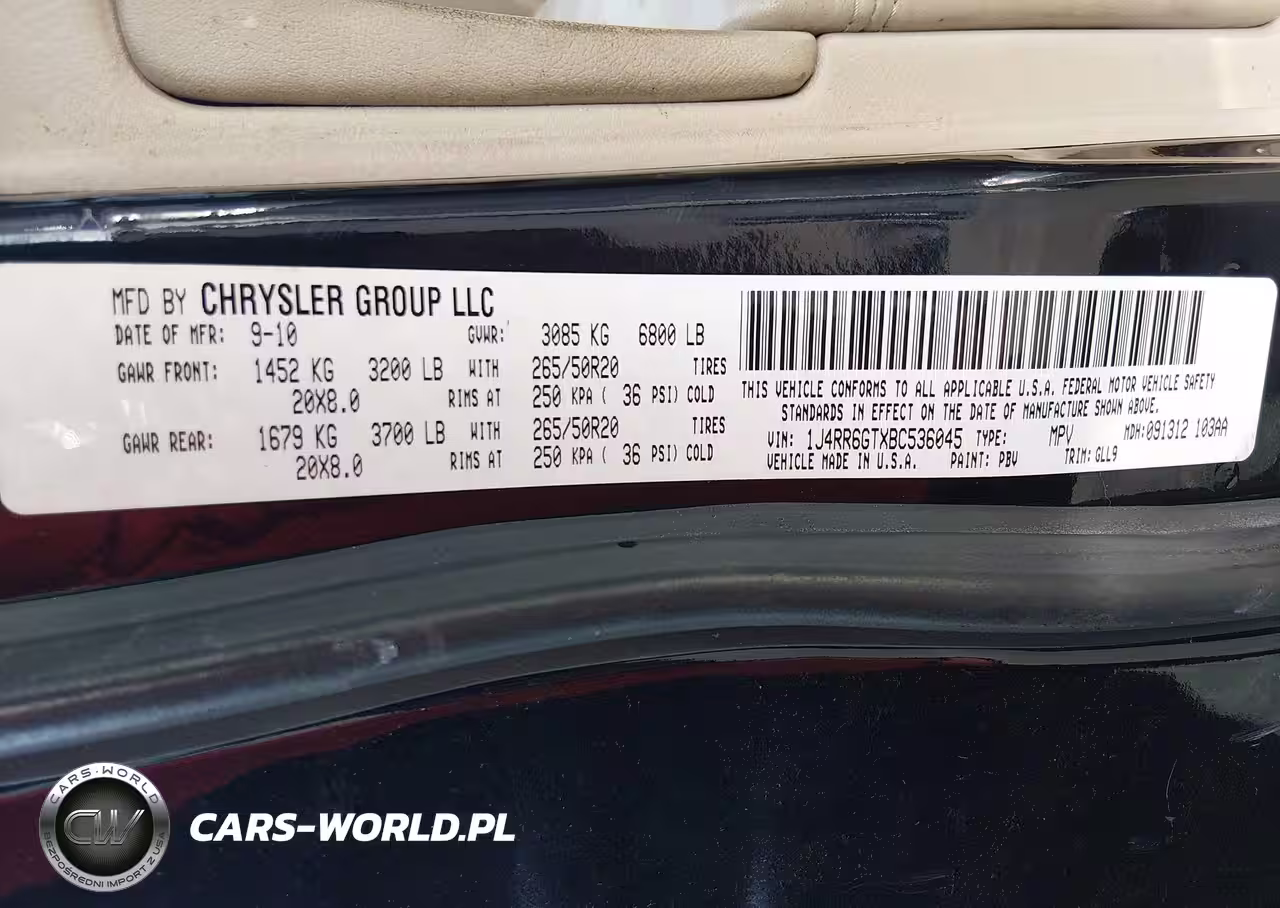 MFD BY CHRYSLER GROUP LLC
DATE OF MFR: 9-10 GVWR: 3085 KG 6800 LB
GAWR FRONT: 1452 KG 3200 LB WITH 265/50R20 TIRES
20X8.0 RIMS AT 250 KPA ( 36 PSI) COLD
GAWR REAR: 1679 KG 3700 LB WITH 265/50R20 TIRES
20X8.0 RIMS AT 250 KPA ( 36 PSI) COLD
THIS VEHICLE CONFORMS TO ALL APPLICABLE U.S.A. FEDERAL MOTOR VEHICLE SAFETY
STANDARDS IN EFFECT ON THE DATE OF MANUFACTURE SHOWN ABOVE.
VIN: 1J4RR6GTXBC536045 TYPE: MPV MDH:091312 103AA
VEHICLE MADE IN U.S.A. PAINT: PBV TRIM: GLL9
CARS-WORLD
CW
BEZPOŚREDNI IMPORT Z USA
CARS-WORLD.PL